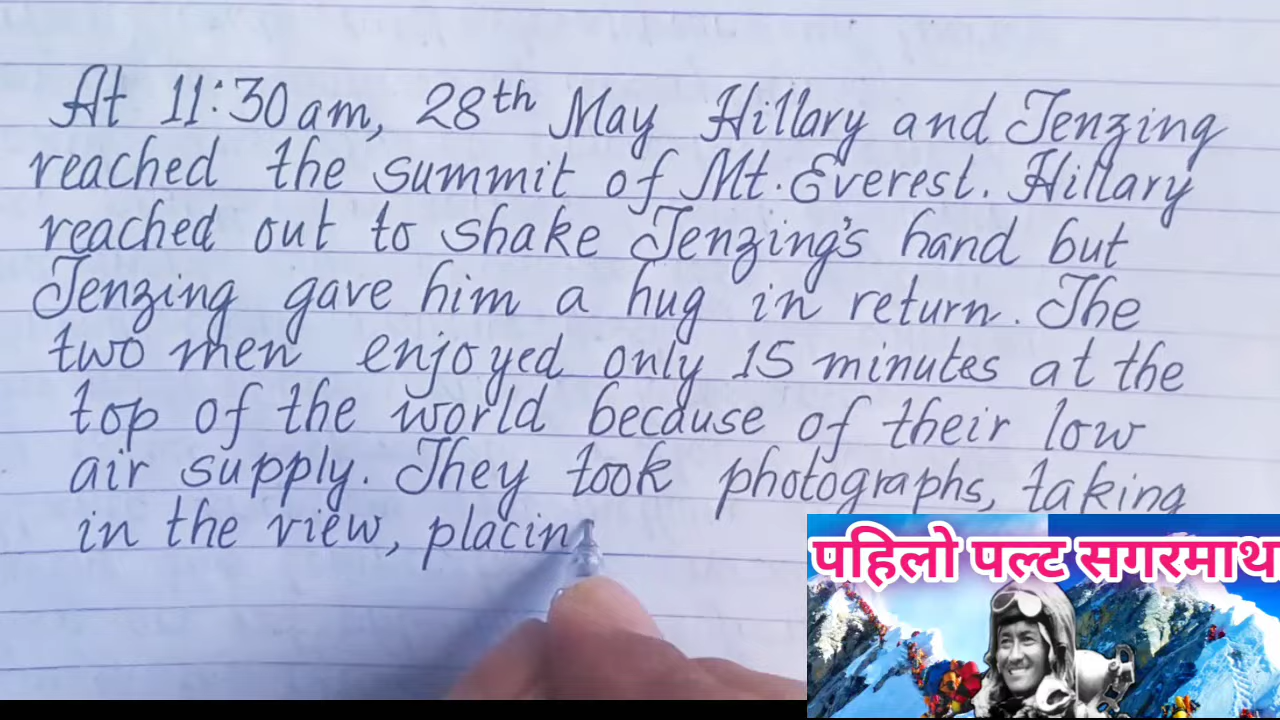 At 11:30 am, 28th May Hillary and Tenzing
reached the summit of Mt. Everest. Hillary
reached out to shake Tenzing's hand but
Tenzing gave him a hug in return. The
two men enjoyed only 15 minutes at the
top of the world because of their low
air supply. They took photographs, taking
in the view, placin
पहिलो पल्ट सगरमाथ